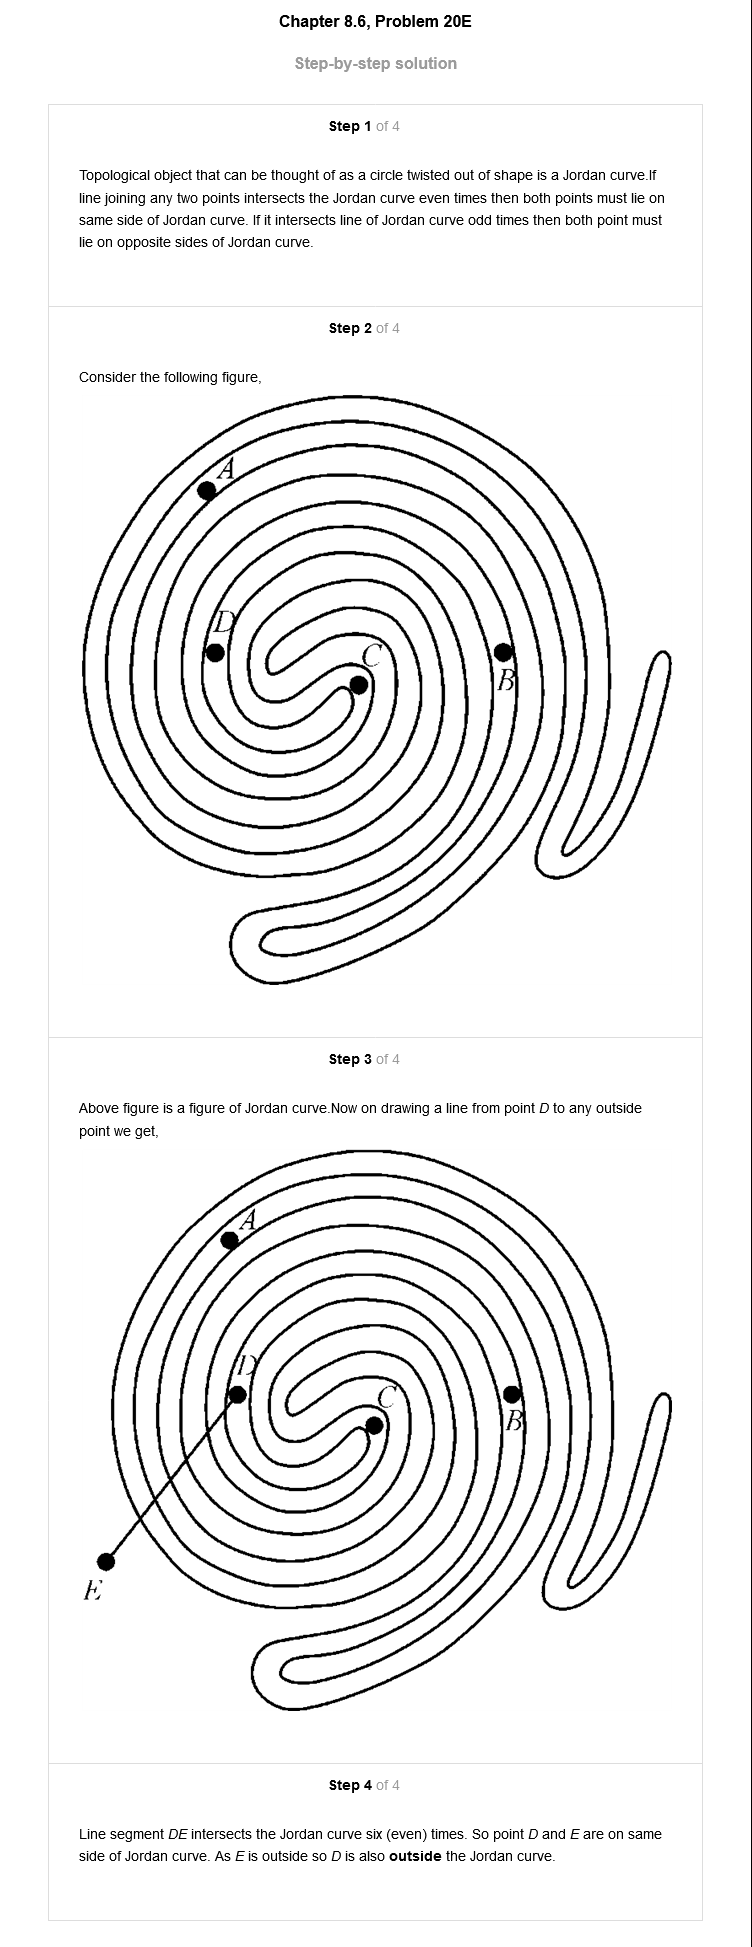 Chapter 8.6, Problem 20E
Step-by-step solution
Step 1 of 4
Topological object that can be thought of as a circle twisted out of shape is a Jordan curve.If
line joining any two points intersects the Jordan curve even times then both points must lie on
same side of Jordan curve. If it intersects line of Jordan curve odd times then both point must
lie on opposite sides of Jordan curve.
Step 2 of 4
Consider the following figure,
A
D
C
B
Step 3 of 4
Above figure is a figure of Jordan curve.Now on drawing a line from point D to any outside
point we get,
A
D
C
B
E
Step 4 of 4
Line segment DE intersects the Jordan curve six (even) times. So point D and E are on same
side of Jordan curve. As E is outside so D is also outside the Jordan curve.